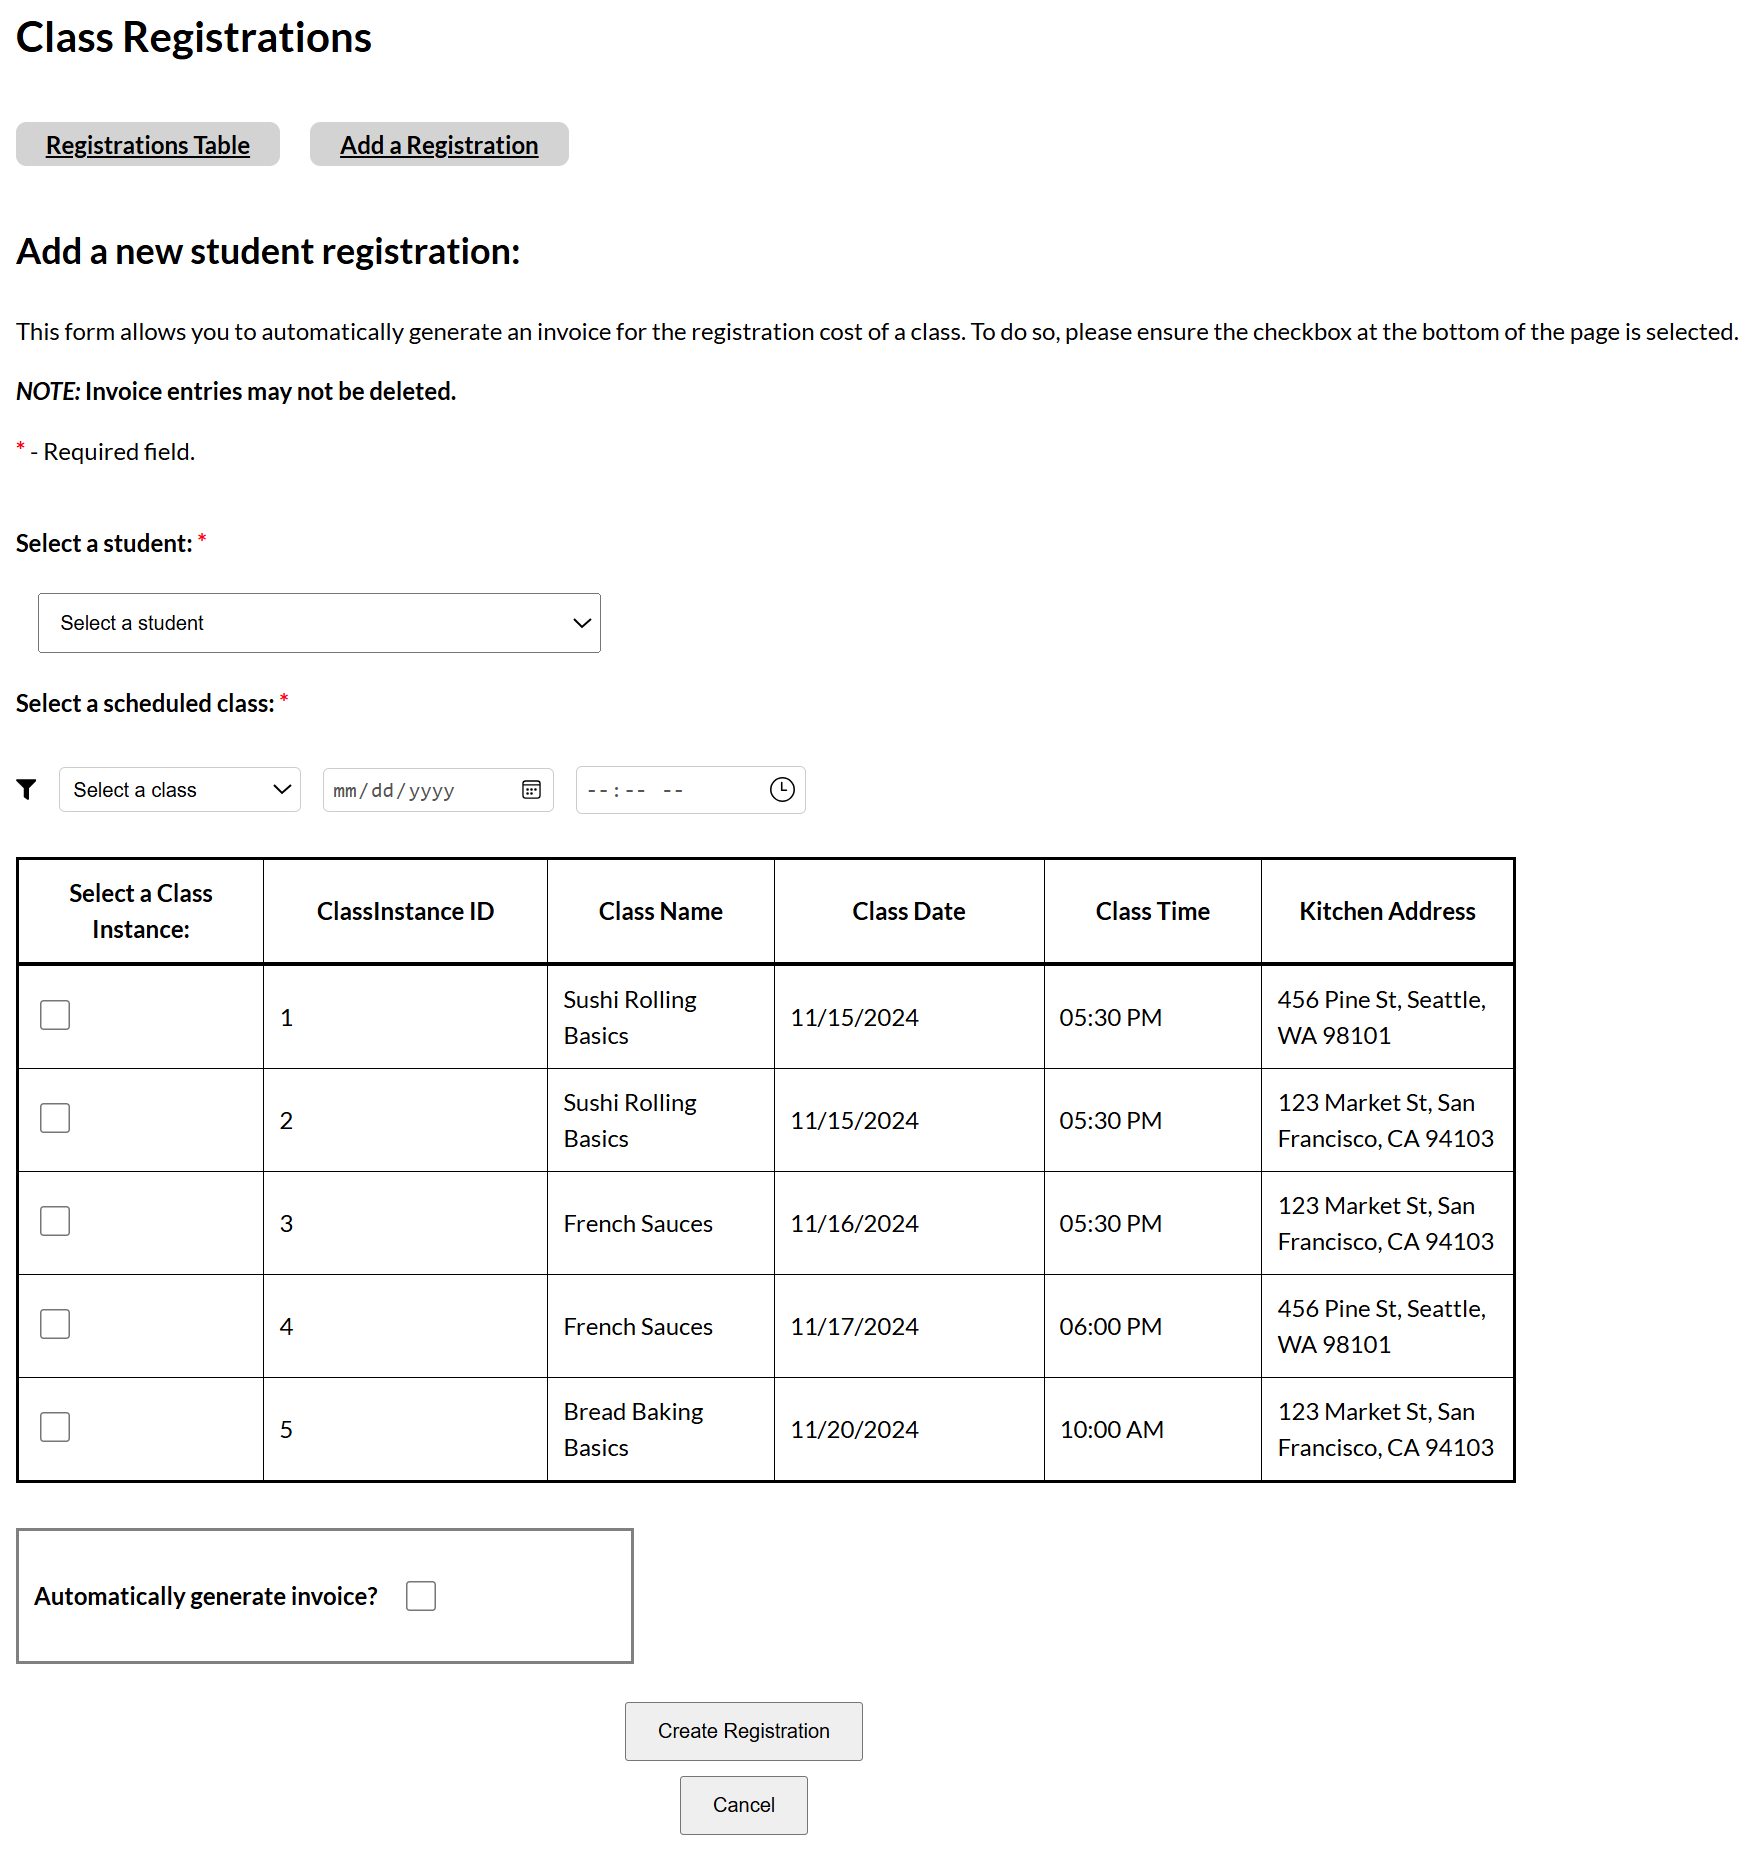 Class Registrations
Registrations Table
Add a Registration
Add a new student registration:
This form allows you to automatically generate an invoice for the registration cost of a class. To do so, please ensure the checkbox at the bottom of the page is selected.
NOTE: Invoice entries may not be deleted.
* - Required field.
Select a student: *
Select a student
Select a scheduled class: *
Select a class
mm/dd/yyyy
--:-- --
Select a Class
Instance:
ClassInstance ID
Class Name
Class Date
Class Time
Kitchen Address
1
Sushi Rolling
Basics
11/15/2024
05:30 PM
456 Pine St, Seattle,
WA 98101
2
Sushi Rolling
Basics
11/15/2024
05:30 PM
123 Market St, San
Francisco, CA 94103
3
French Sauces
11/16/2024
05:30 PM
123 Market St, San
Francisco, CA 94103
4
French Sauces
11/17/2024
06:00 PM
456 Pine St, Seattle,
WA 98101
5
Bread Baking
Basics
11/20/2024
10:00 AM
123 Market St, San
Francisco, CA 94103
Automatically generate invoice?
Create Registration
Cancel